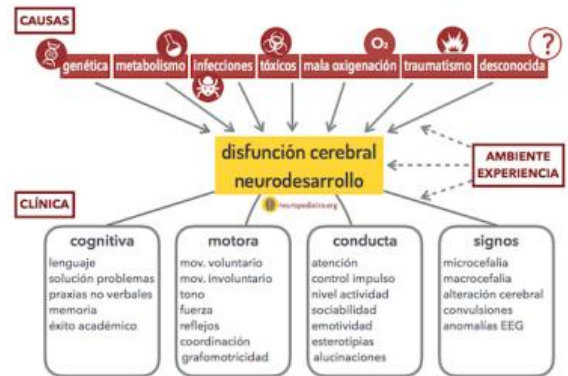 CAUSAS
O₂
?
genética metabolismo infecciones tóxicos mala oxigenación traumatismo desconocida
disfunción cerebral
neurodesarrollo
neuropediatra.org
AMBIENTE
EXPERIENCIA
CLÍNICA
cognitiva
lenguaje
solución problemas
praxias no verbales
memoria
éxito académico
motora
mov. voluntario
mov. involuntario
tono
fuerza
reflejos
coordinación
grafomotricidad
conducta
atención
control impulso
nivel actividad
sociabilidad
emotividad
esterotipias
alucinaciones
signos
microcefalia
macrocefalia
alteración cerebral
convulsiones
anomalías EEG